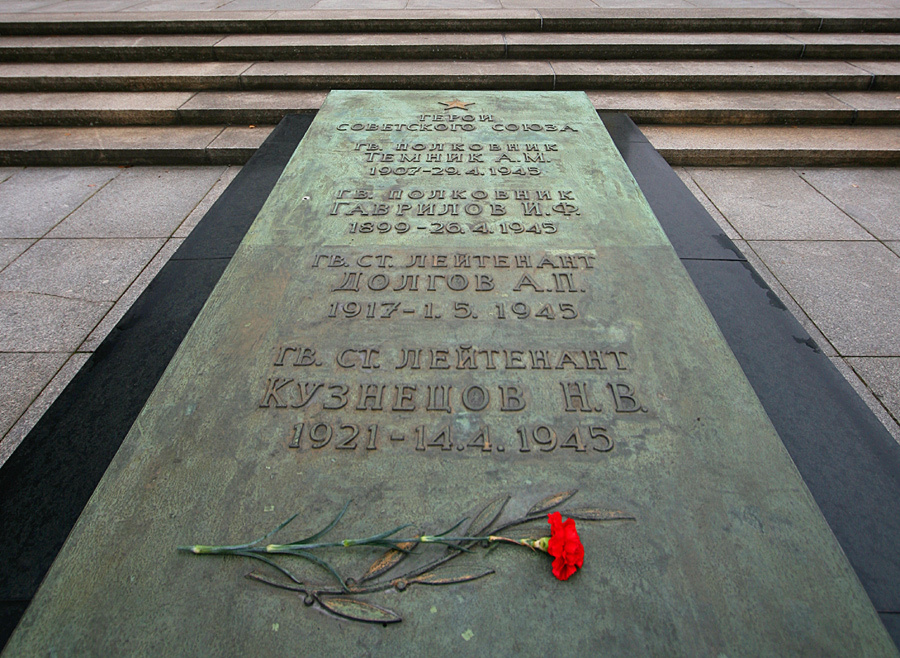 ГЕРОИ
СОВЕТСКОГО СОЮЗА
ГВ. ПОЛКОВНИК
ТЕМНИК А.М.
1907-29.4.1945
ГВ. ПОЛКОВНИК
ГАВРИЛОВ И.Ф.
1899-26.4.1945
ГВ. СТ. ЛЕЙТЕНАНТ
ДОЛГОВ А.П.
1917-1.5.1945
ГВ. СТ. ЛЕЙТЕНАНТ
КУЗНЕЦОВ Н.В.
1921-14.4.1945